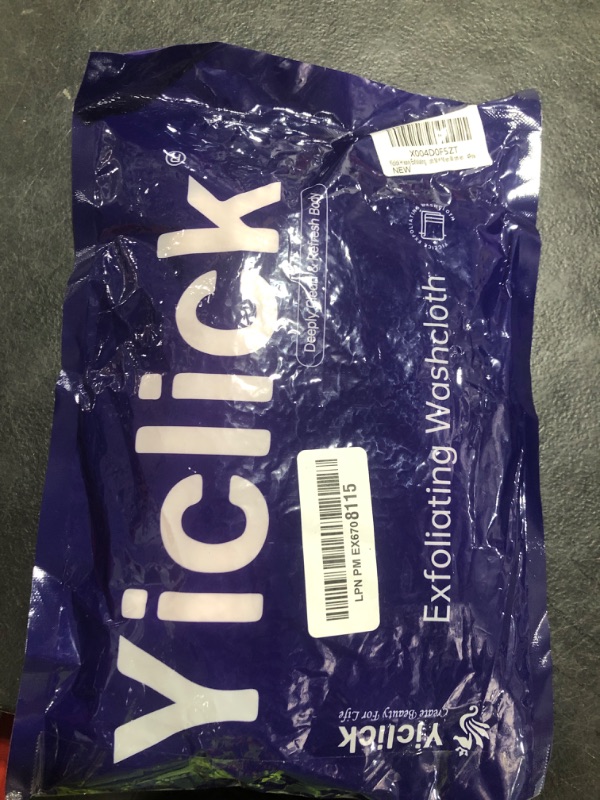 Yiclick®
Deeply Clean & Refresh Body
Exfoliating Washcloth
X004D0F5ZT
NEW
LPN PM EX6708115
Yiclick
Create Beauty For Life